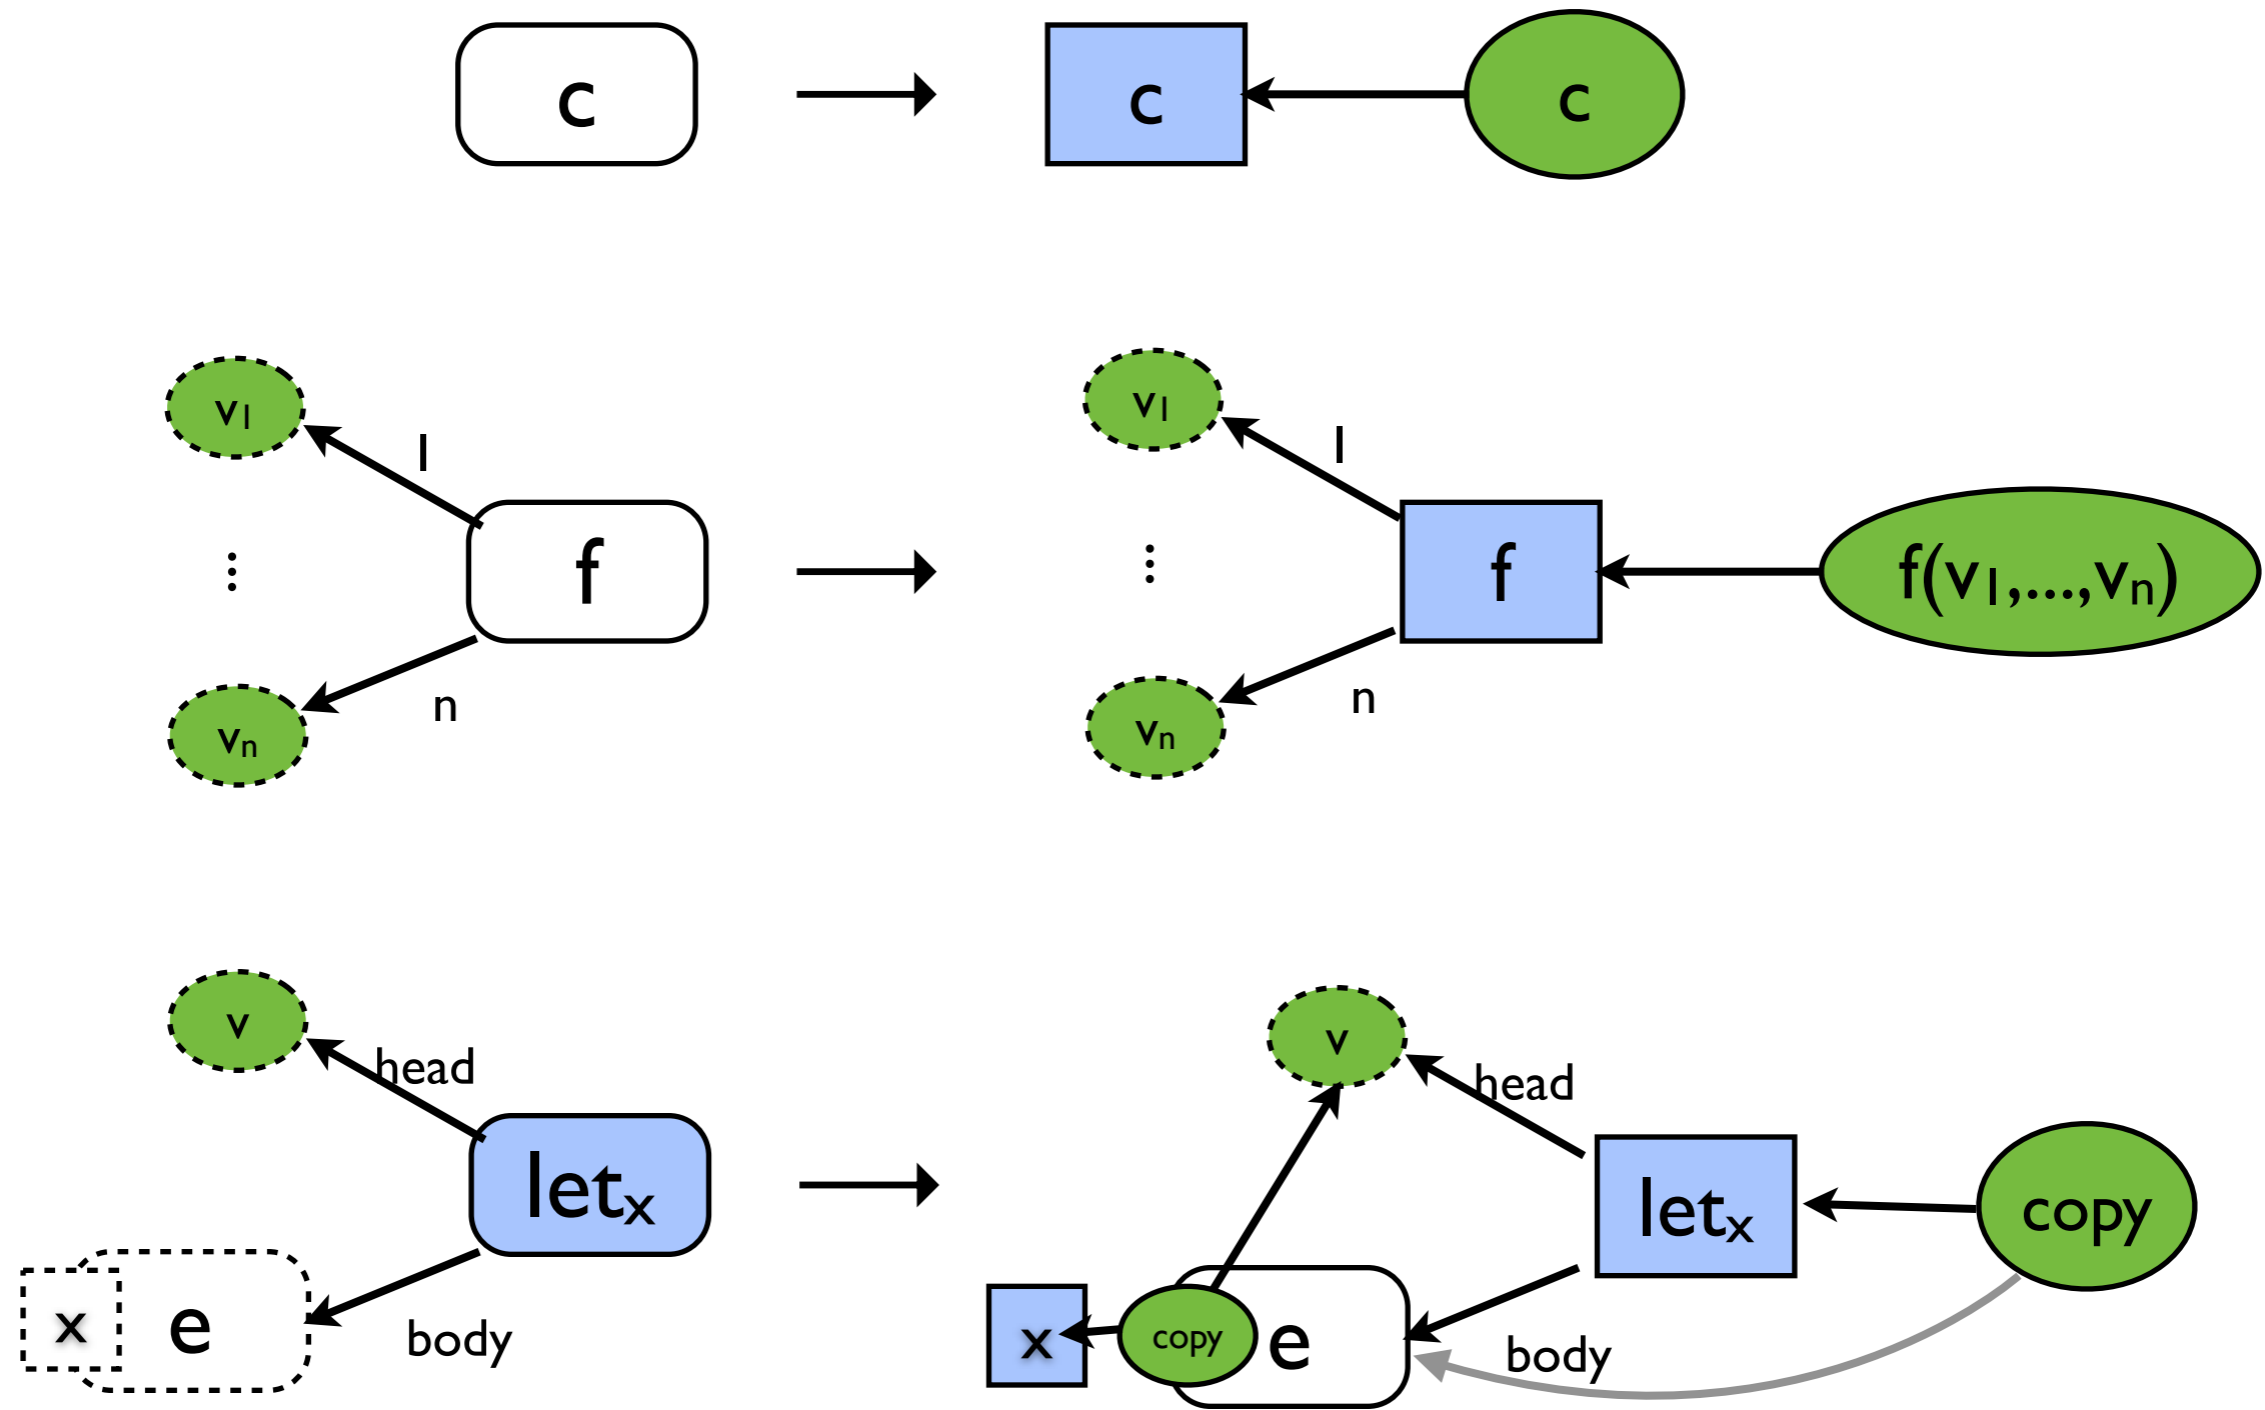 c c c
v1 v1
1 1
⋮ f ⋮ f f(v1,...,vn)
vn n vn n
v v
head head
letx letx copy
x e x copy e
body body